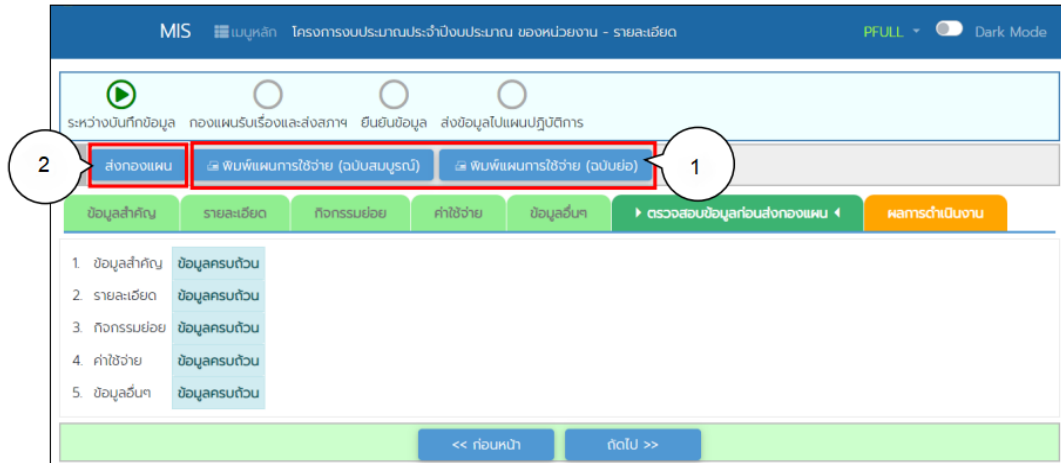 MIS เมนูหลัก โครงการงบประมาณประจำปีงบประมาณ ของหน่วยงาน - รายละเอียด PFULL Dark Mode
ระหว่างบันทึกข้อมูล กองแผนรับเรื่องและส่งสภาฯ ยืนยันข้อมูล ส่งข้อมูลไปแผนปฏิบัติการ
2 ส่งกองแผน พิมพ์แผนการใช้จ่าย (ฉบับสมบูรณ์) พิมพ์แผนการใช้จ่าย (ฉบับย่อ) 1
ข้อมูลสำคัญ รายละเอียด กิจกรรมย่อย ค่าใช้จ่าย ข้อมูลอื่นๆ ตรวจสอบข้อมูลก่อนส่งกองแผน ผลการดำเนินงาน
1. ข้อมูลสำคัญ ข้อมูลครบถ้วน
2. รายละเอียด ข้อมูลครบถ้วน
3. กิจกรรมย่อย ข้อมูลครบถ้วน
4. ค่าใช้จ่าย ข้อมูลครบถ้วน
5. ข้อมูลอื่นๆ ข้อมูลครบถ้วน
<< ก่อนหน้า ถัดไป >>